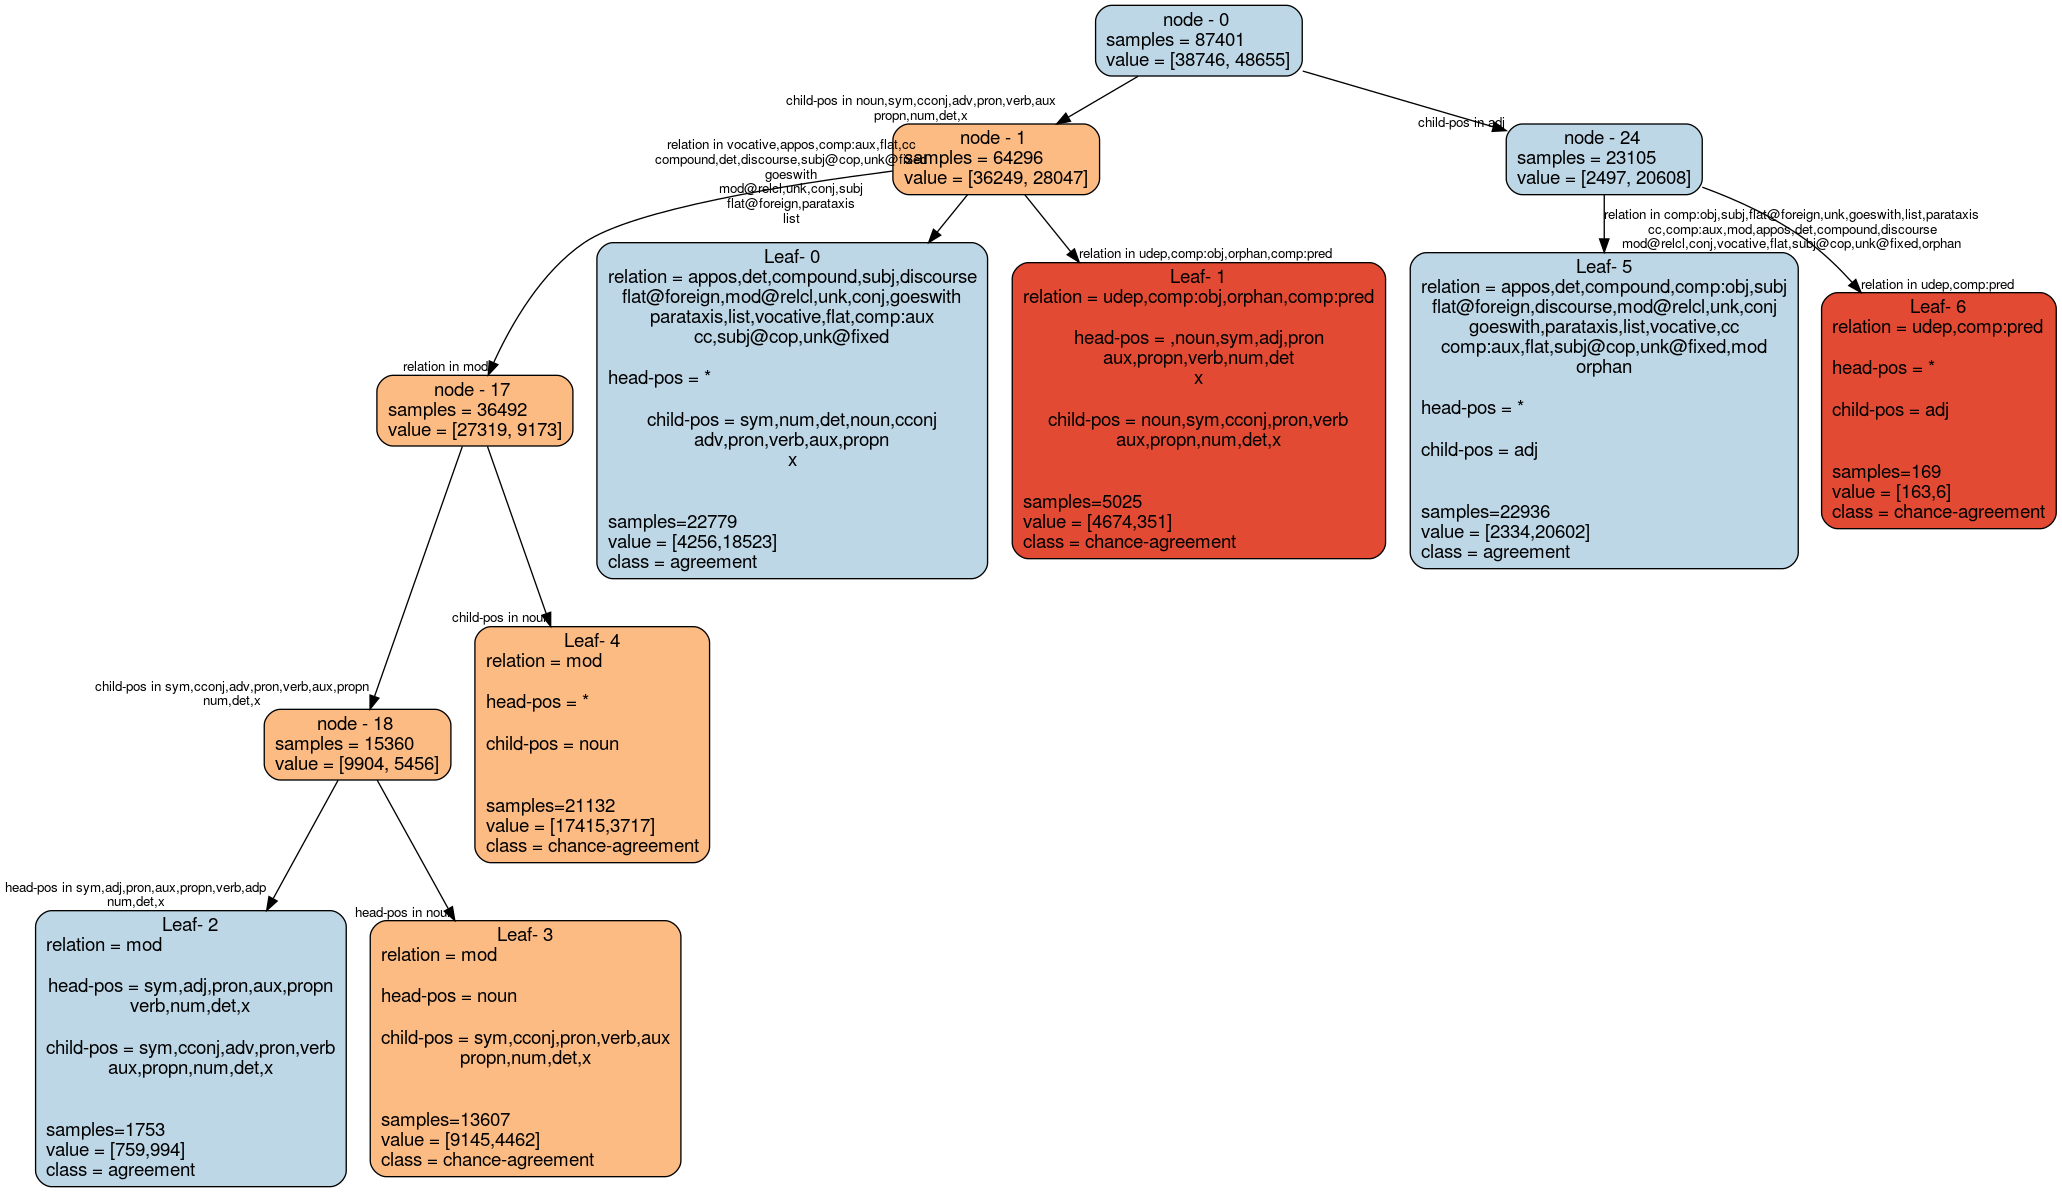 node - 0
samples = 87401
value = [38746, 48655]
child-pos in noun,sym,cconj,adv,pron,verb,aux
propn,num,det,x
child-pos in adj
node - 1
samples = 64296
value = [36249, 28047]
node - 24
samples = 23105
value = [2497, 20608]
relation in vocative,appos,comp:aux,flat,cc
compound,det,discourse,subj@cop,unk@fixed
goeswith
mod@relcl,unk,conj,subj
flat@foreign,parataxis
list
relation in udep,comp:obj,orphan,comp:pred
relation in comp:obj,subj,flat@foreign,unk,goeswith,list,parataxis
cc,comp:aux,mod,appos,det,compound,discourse
mod@relcl,conj,vocative,flat,subj@cop,unk@fixed,orphan
relation in udep,comp:pred
Leaf- 0
relation = appos,det,compound,subj,discourse
flat@foreign,mod@relcl,unk,conj,goeswith
parataxis,list,vocative,flat,comp:aux
cc,subj@cop,unk@fixed
head-pos = *
child-pos = sym,num,det,noun,cconj
adv,pron,verb,aux,propn
x
samples=22779
value = [4256,18523]
class = agreement
Leaf- 1
relation = udep,comp:obj,orphan,comp:pred
head-pos = ,noun,sym,adj,pron
aux,propn,verb,num,det
x
child-pos = noun,sym,cconj,pron,verb
aux,propn,num,det,x
samples=5025
value = [4674,351]
class = chance-agreement
Leaf- 5
relation = appos,det,compound,comp:obj,subj
flat@foreign,discourse,mod@relcl,unk,conj
goeswith,parataxis,list,vocative,cc
comp:aux,flat,subj@cop,unk@fixed,mod
orphan
head-pos = *
child-pos = adj
samples=22936
value = [2334,20602]
class = agreement
Leaf- 6
relation = udep,comp:pred
head-pos = *
child-pos = adj
samples=169
value = [163,6]
class = chance-agreement
relation in mod
node - 17
samples = 36492
value = [27319, 9173]
child-pos in noun
Leaf- 4
relation = mod
head-pos = *
child-pos = noun
samples=21132
value = [17415,3717]
class = chance-agreement
child-pos in sym,cconj,adv,pron,verb,aux,propn
num,det,x
node - 18
samples = 15360
value = [9904, 5456]
head-pos in sym,adj,pron,aux,propn,verb,adp
num,det,x
head-pos in noun
Leaf- 2
relation = mod
head-pos = sym,adj,pron,aux,propn
verb,num,det,x
child-pos = sym,cconj,adv,pron,verb
aux,propn,num,det,x
samples=1753
value = [759,994]
class = agreement
Leaf- 3
relation = mod
head-pos = noun
child-pos = sym,cconj,pron,verb,aux
propn,num,det,x
samples=13607
value = [9145,4462]
class = chance-agreement